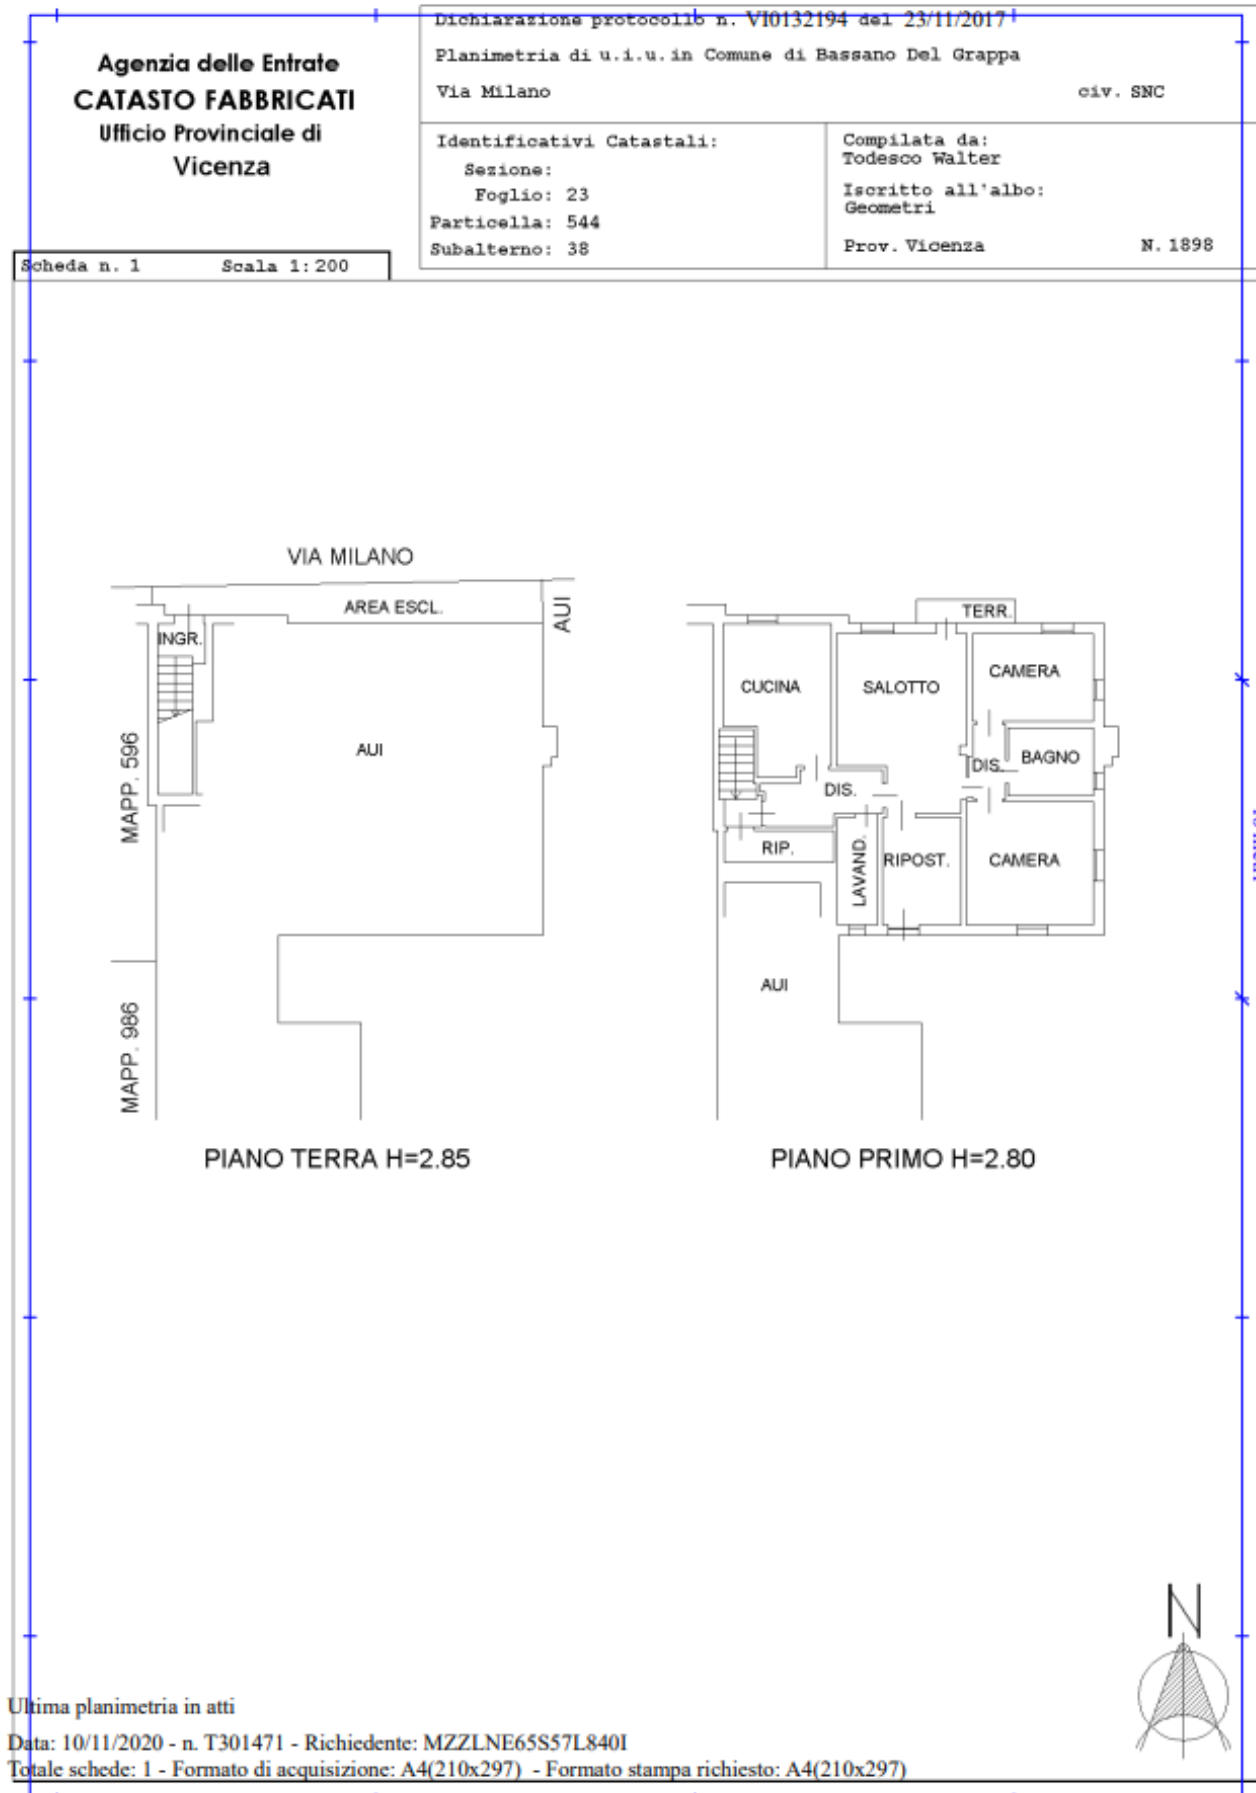 Agenzia delle Entrate
CATASTO FABBRICATI
Ufficio Provinciale di
Vicenza
Dichiarazione protocollo n. VI0132194 del 23/11/2017
Planimetria di u.i.u. in Comune di Bassano Del Grappa
Via Milano civ. SNC
Identificativi Catastali:
Sezione:
Foglio: 23
Particella: 544
Subalterno: 38
Compilata da:
Todesco Walter
Iscritto all'albo:
Geometri
Prov. Vicenza N. 1898
Scheda n. 1 Scala 1:200
VIA MILANO
AREA ESCL.
AUI
INGR.
AUI
MAPP. 596
MAPP. 986
PIANO TERRA H=2.85
TERR.
CUCINA
SALOTTO
CAMERA
DIS.
BAGNO
DIS.
RIP.
LAVAND.
RIPOST.
CAMERA
AUI
PIANO PRIMO H=2.80
N
Ultima planimetria in atti
Data: 10/11/2020 - n. T301471 - Richiedente: MZZLNE65S57L840I
Totale schede: 1 - Formato di acquisizione: A4(210x297) - Formato stampa richiesto: A4(210x297)